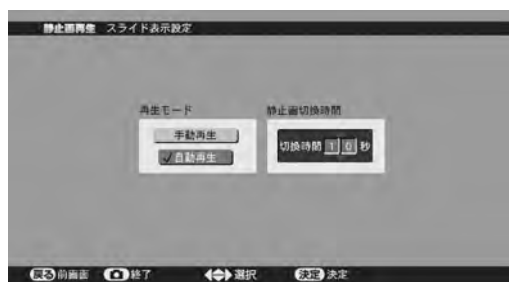 静止画再生 スライド表示設定
再生モード
手動再生
✓自動再生
静止画切換時間
切換時間 1 0 秒
戻る 前画面 終了 選択 決定 決定